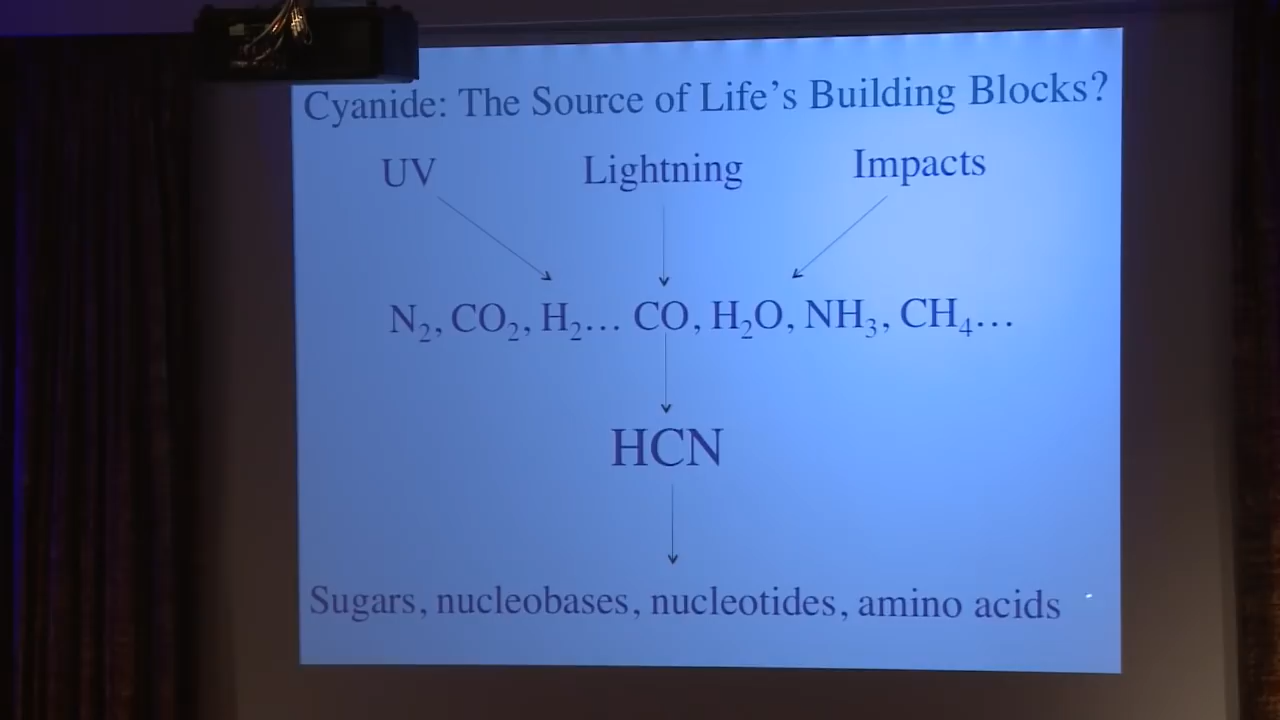 Cyanide: The Source of Life's Building Blocks?
UV Lightning Impacts
N₂, CO₂, H₂… CO, H₂O, NH₃, CH₄…
HCN
Sugars, nucleobases, nucleotides, amino acids